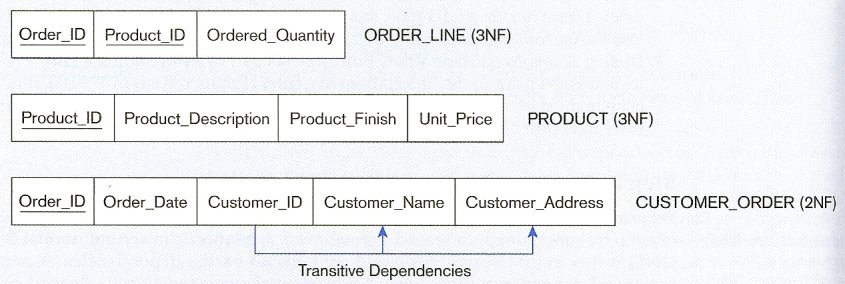 Order_ID Product_ID Ordered_Quantity ORDER_LINE (3NF)
Product_ID Product_Description Product_Finish Unit_Price PRODUCT (3NF)
Order_ID Order_Date Customer_ID Customer_Name Customer_Address CUSTOMER_ORDER (2NF)
Transitive Dependencies